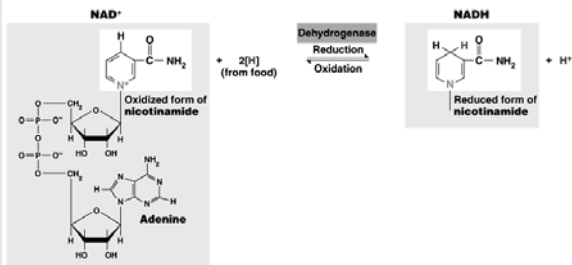 NAD+
NADH
Dehydrogenase
Reduction
Oxidation
+ 2[H]
(from food)
+ H+
H
O
C
NH2
N+
Oxidized form of
nicotinamide
H H
O
C
NH2
N
Reduced form of
nicotinamide
O
CH2
O
O=P–O–
H
H
O
HO OH
O=P–O–
O
CH2
NH2
N
N
H
H
N
N
Adenine
O
H
H
HO OH